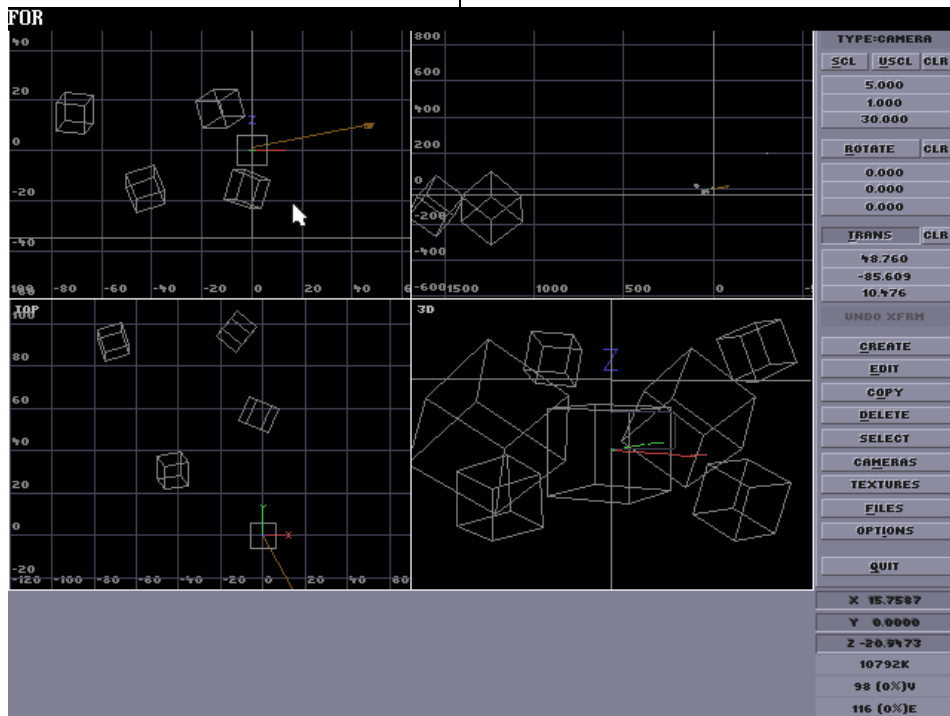 FOR
40
20
0
-20
-40
-80 -60 -40 -20 0 20 40
Z
800
600
400
200
0
-200
-400
-600 1500 1000 500 0
TOP
100
80
60
40
20
0
-20
-120 -100 -80 -60 -40 -20 0 20 40 60
Y
X
3D
Z
TYPE:CAMERA
SCL USCL CLR
5.000
1.000
30.000
ROTATE CLR
0.000
0.000
0.000
TRANS CLR
48.760
-85.609
10.476
UNDO XFRM
CREATE
EDIT
COPY
DELETE
SELECT
CAMERAS
TEXTURES
FILES
OPTIONS
QUIT
X 15.7587
Y 0.0000
Z -20.9473
10792K
98 (0%)V
116 (0%)E